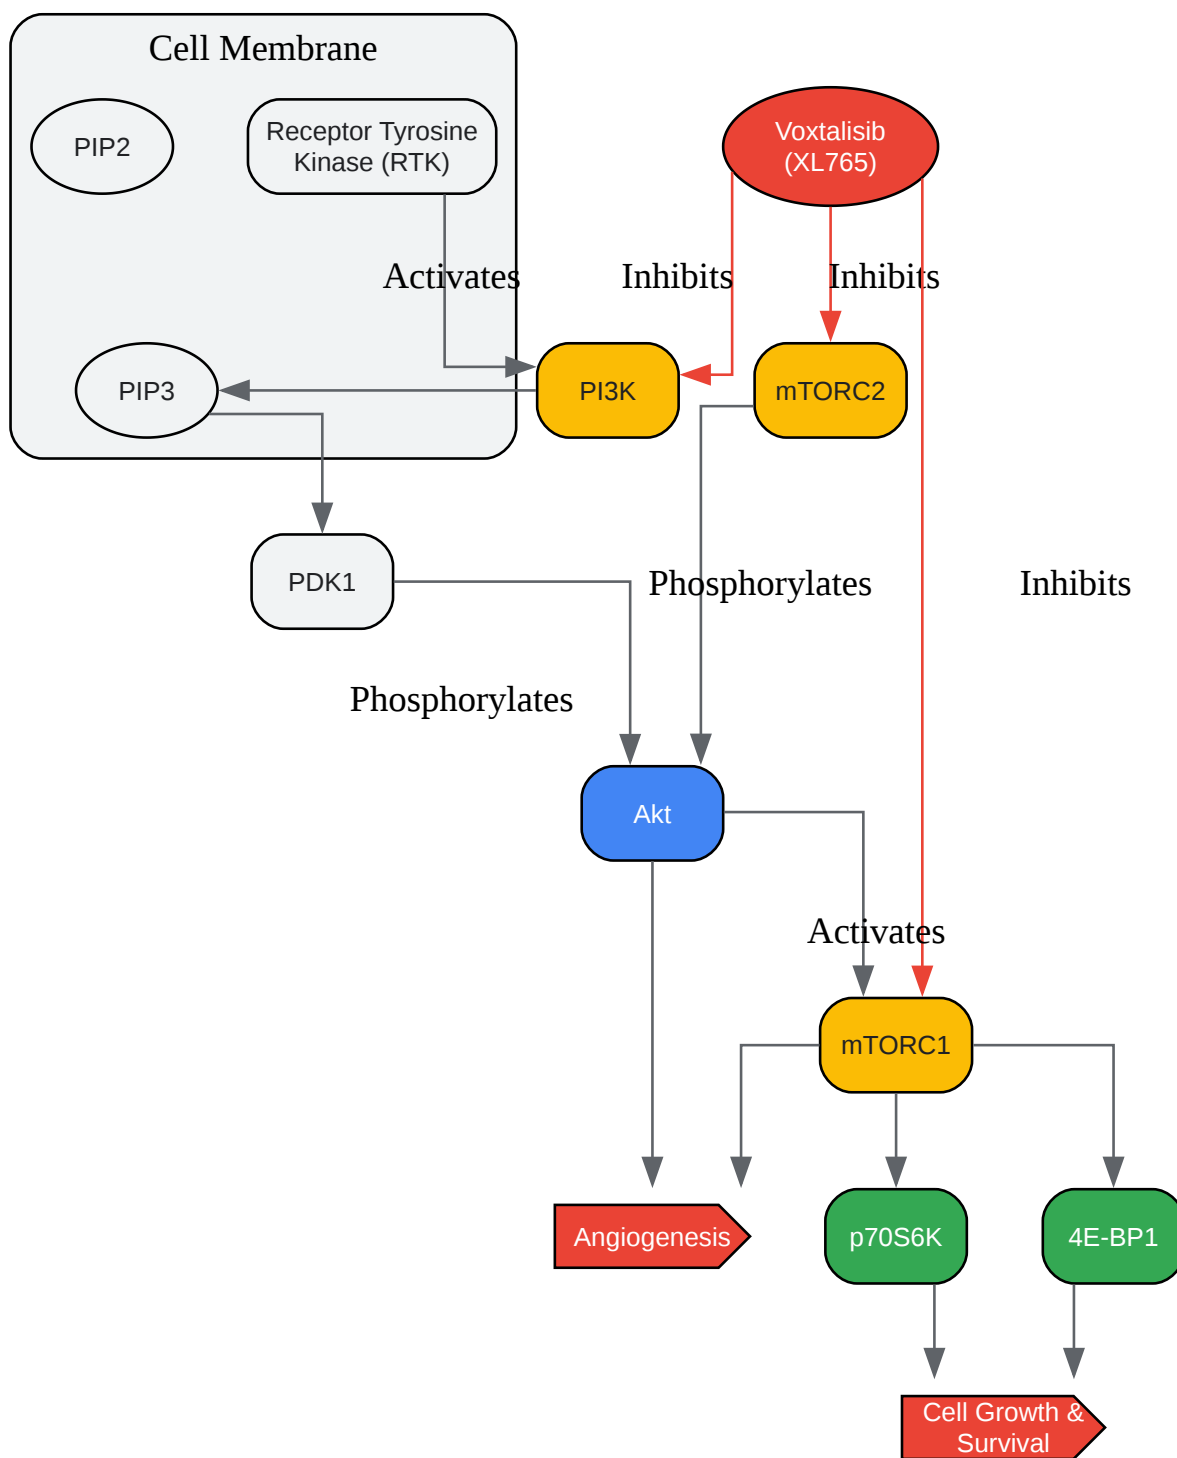 Cell Membrane
PIP2
Receptor Tyrosine
Kinase (RTK)
Voxtalisib
(XL765)
Activates
Inhibits
Inhibits
PIP3
PI3K
mTORC2
PDK1
Phosphorylates
Inhibits
Phosphorylates
Akt
Activates
mTORC1
Angiogenesis
p70S6K
4E-BP1
Cell Growth &
Survival